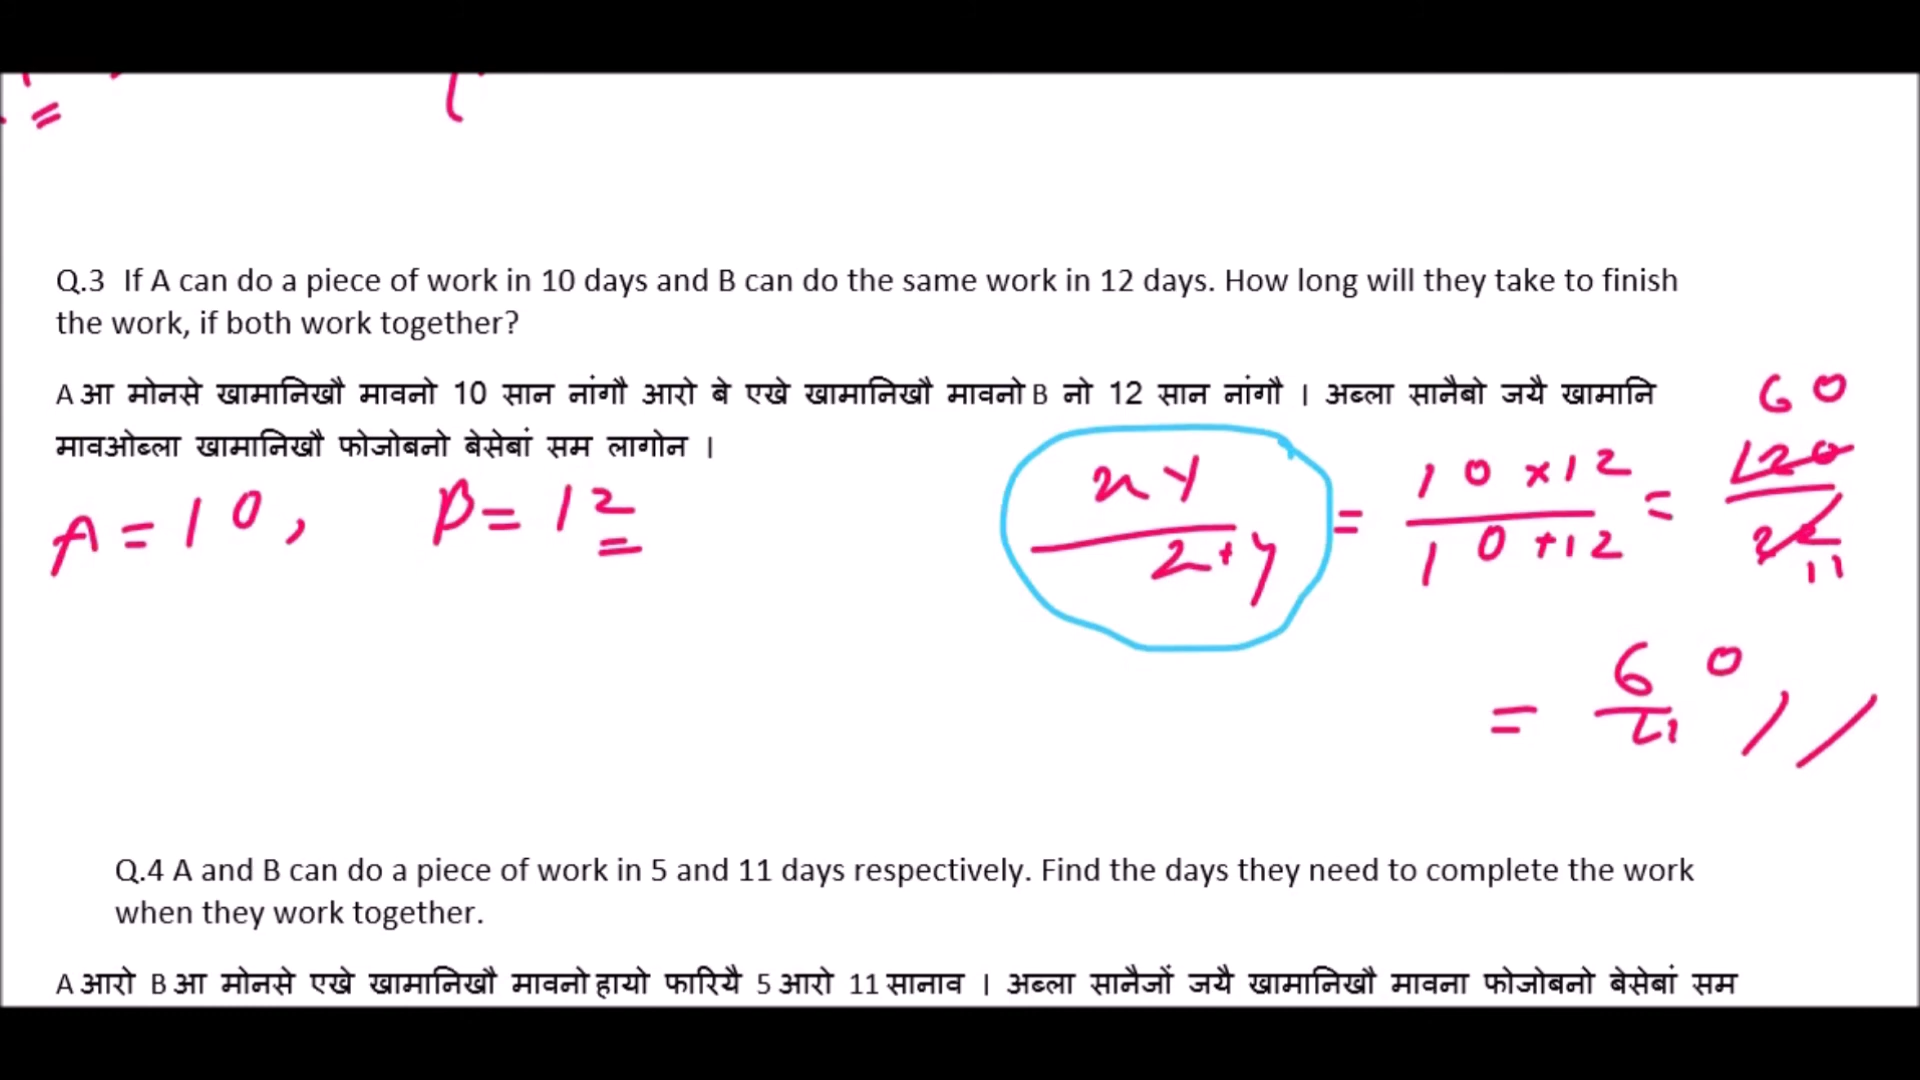 Q.3 If A can do a piece of work in 10 days and B can do the same work in 12 days. How long will they take to finish
the work, if both work together?
A आ मोनसे खामानिखौ मावनो 10 सान नांगौ आरो बे एखे खामानिखौ मावनो B नो 12 सान नांगौ । अब्ला सानैबो जयै खामानि
मावओब्ला खामानिखौ फोजोबनो बेसेबां सम लागोन ।
A = 10, B = 12
xy / x+y = 10 x 12 / 10 + 12 = 120 / 22
60
11
= 60 / 11
Q.4 A and B can do a piece of work in 5 and 11 days respectively. Find the days they need to complete the work
when they work together.
A आरो B आ मोनसे एखे खामानिखौ मावनो हायो फारियै 5 आरो 11 सानाव । अब्ला सानैजों जयै खामानिखौ मावना फोजोबनो बेसेबां सम